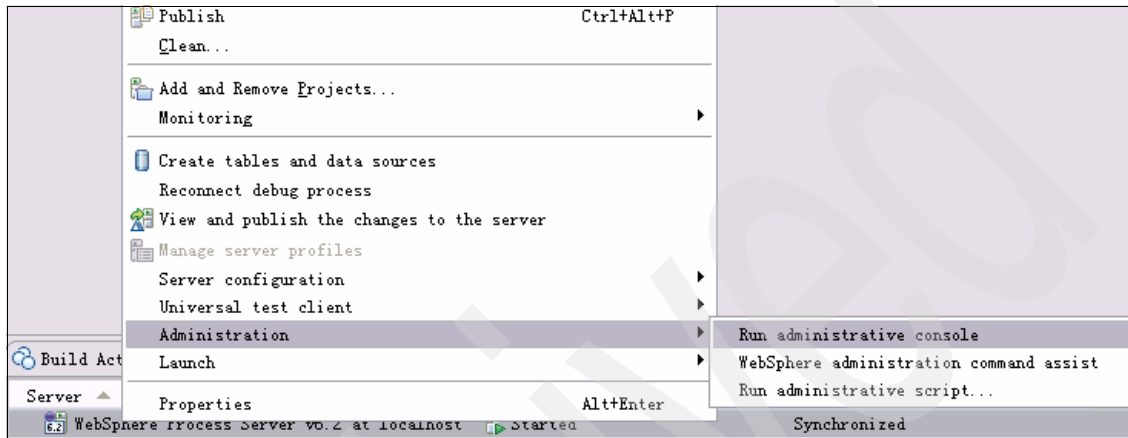 Publish Ctrl+Alt+P
Clean...
Add and Remove Projects...
Monitoring
Create tables and data sources
Reconnect debug process
View and publish the changes to the server
Manage server profiles
Server configuration
Universal test client
Administration
Run administrative console
Build Act
Launch
WebSphere administration command assist
Server
Run administrative script...
Properties Alt+Enter
6.2 WebSphere Process Server v6.2 at localhost Started Synchronized